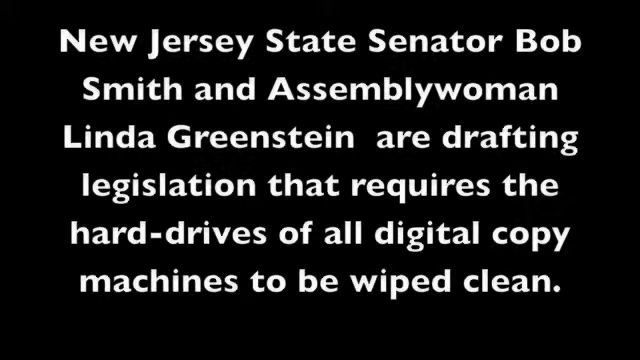 New Jersey State Senator Bob
Smith and Assemblywoman
Linda Greenstein  are drafting
legislation that requires the
hard-drives of all digital copy
machines to be wiped clean.